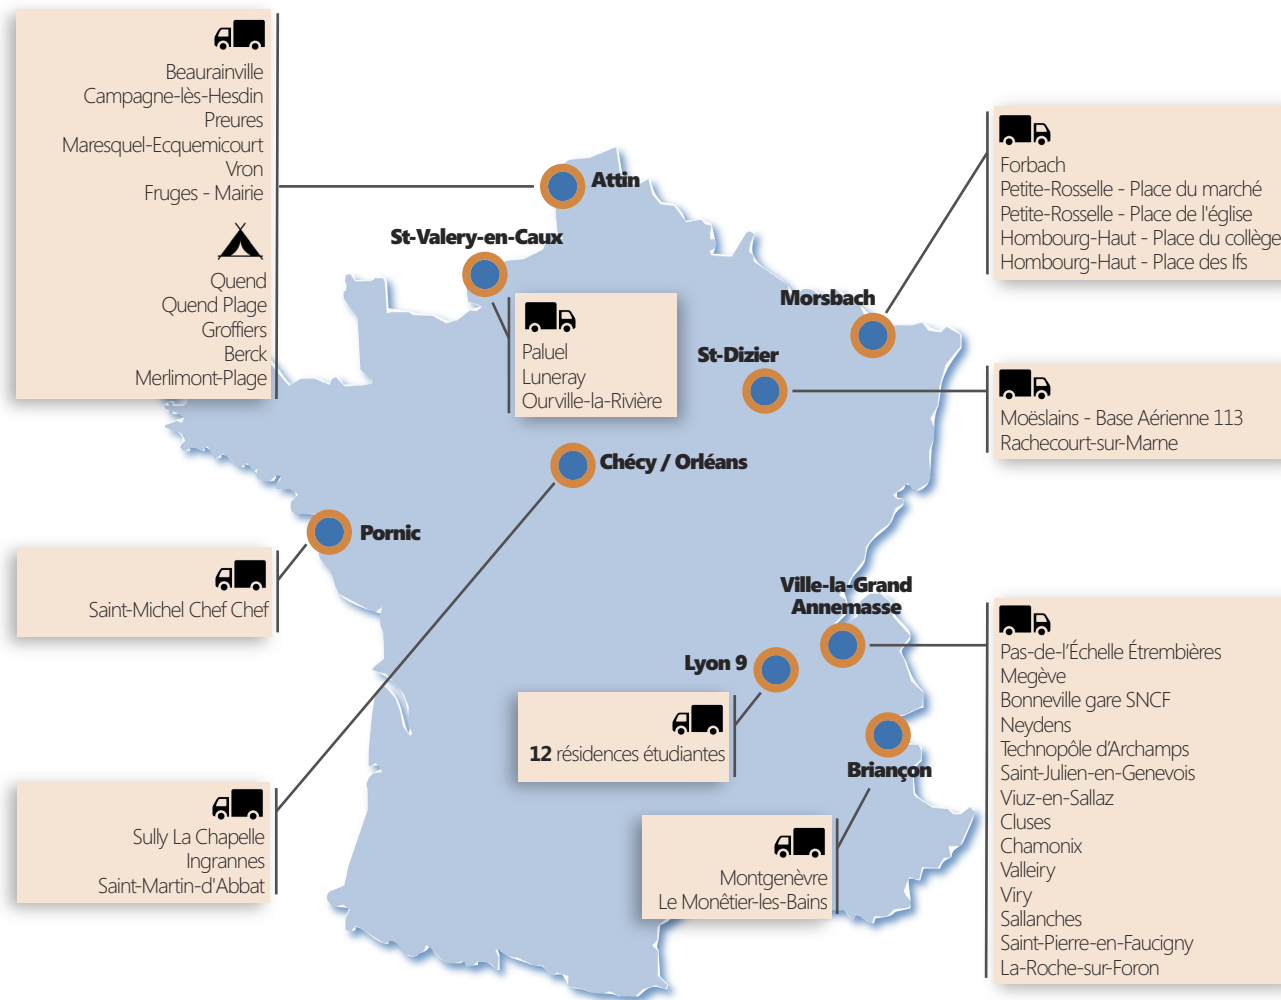 Beaurainville
Campagne-lès-Hesdin
Preures
Maresquel-Ecquemicourt
Vron
Fruges - Mairie
Quend
Quend Plage
Groffiers
Berck
Merlimont-Plage
Attin
St-Valery-en-Caux
Paluel
Luneray
Ourville-la-Rivière
Forbach
Petite-Rosselle - Place du marché
Petite-Rosselle - Place de l'église
Hombourg-Haut - Place du collège
Hombourg-Haut - Place des Ifs
Morsbach
St-Dizier
Moëslains - Base Aérienne 113
Rachecourt-sur-Marne
Chécy / Orléans
Pornic
Saint-Michel Chef Chef
Ville-la-Grand
Annemasse
Pas-de-l'Échelle Étrembières
Megève
Bonneville gare SNCF
Neydens
Technopôle d'Archamps
Saint-Julien-en-Genevois
Viuz-en-Sallaz
Cluses
Chamonix
Valleiry
Viry
Sallanches
Saint-Pierre-en-Faucigny
La-Roche-sur-Foron
Lyon 9
12 résidences étudiantes
Briançon
Montgenèvre
Le Monêtier-les-Bains
Sully La Chapelle
Ingrannes
Saint-Martin-d'Abbat